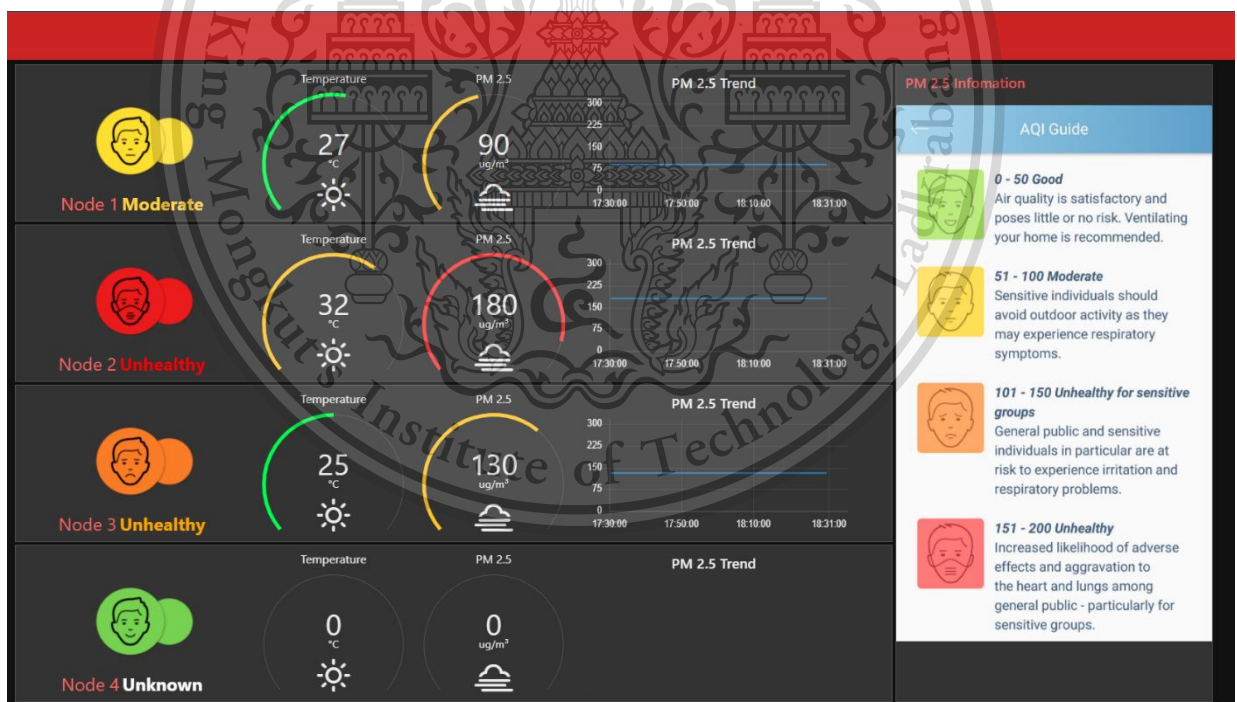 King Mongkut's Institute of Technology Ladkrabang
Temperature
PM 2.5
PM 2.5 Trend
27
°C
90
ug/m³
300
225
150
75
0
17:30:00 17:50:00 18:10:00 18:31:00
Node 1 Moderate
Temperature
PM 2.5
PM 2.5 Trend
32
°C
180
ug/m³
300
225
150
75
0
17:30:00 17:50:00 18:10:00 18:31:00
Node 2 Unhealthy
Temperature
PM 2.5
PM 2.5 Trend
25
°C
130
ug/m³
300
225
150
75
0
17:30:00 17:50:00 18:10:00 18:31:00
Node 3 Unhealthy
Temperature
PM 2.5
PM 2.5 Trend
0
°C
0
ug/m³
Node 4 Unknown
PM 2.5 Infomation
AQI Guide
0 - 50 Good
Air quality is satisfactory and
poses little or no risk. Ventilating
your home is recommended.
51 - 100 Moderate
Sensitive individuals should
avoid outdoor activity as they
may experience respiratory
symptoms.
101 - 150 Unhealthy for sensitive
groups
General public and sensitive
individuals in particular are at
risk to experience irritation and
respiratory problems.
151 - 200 Unhealthy
Increased likelihood of adverse
effects and aggravation to
the heart and lungs among
general public - particularly for
sensitive groups.